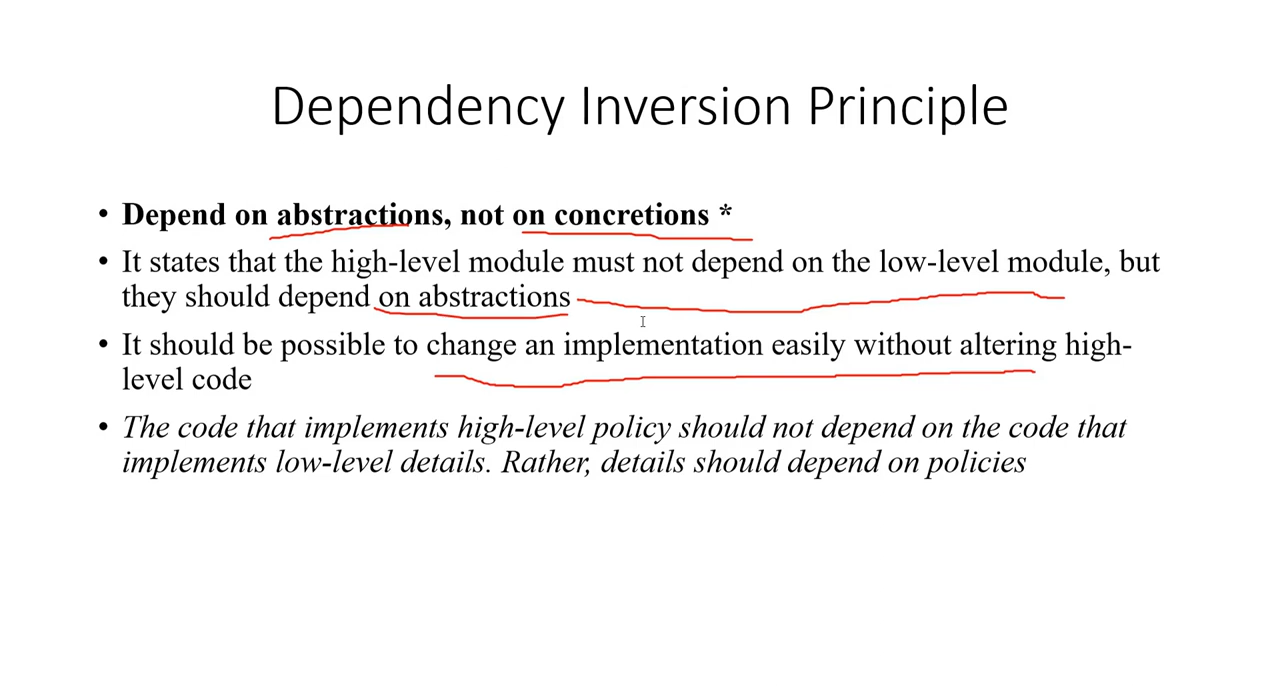 Dependency Inversion Principle
• Depend on abstractions, not on concretions *
• It states that the high-level module must not depend on the low-level module, but
they should depend on abstractions
• It should be possible to change an implementation easily without altering high-
level code
• The code that implements high-level policy should not depend on the code that
implements low-level details. Rather, details should depend on policies